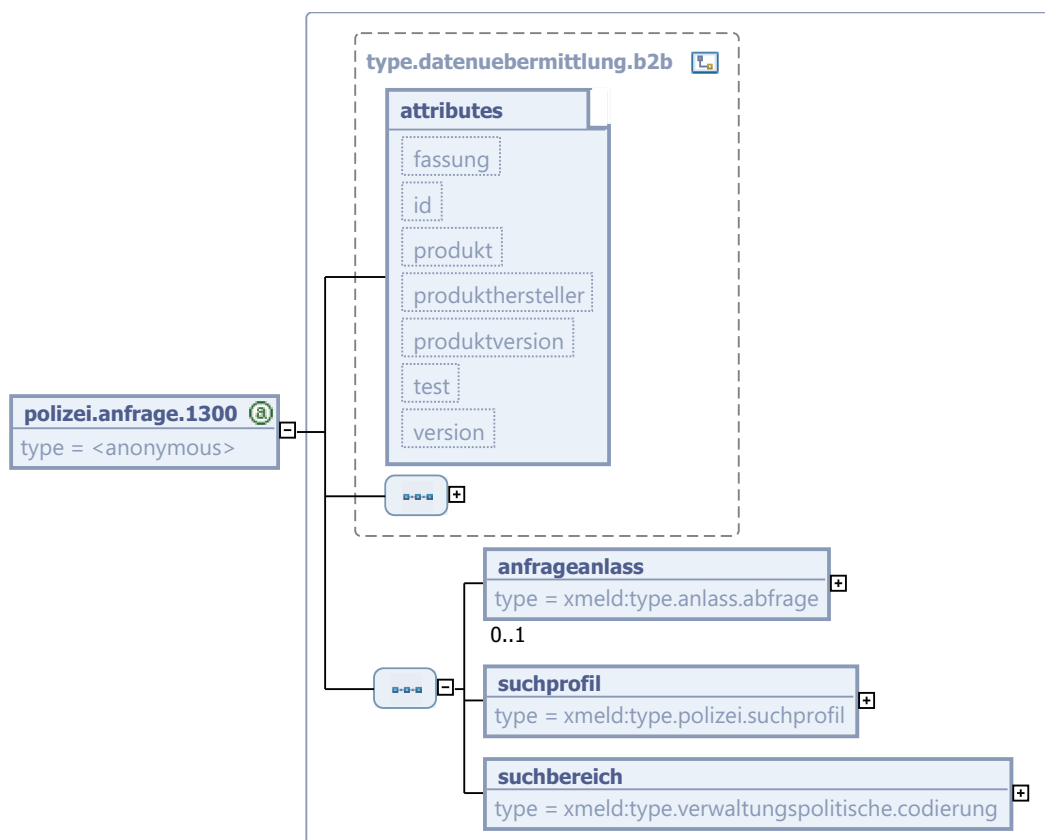 type.datenuebermittlung.b2b
attributes
fassung
id
produkt
produkthersteller
produktversion
test
version
polizei.anfrage.1300 @
type = <anonymous>
anfrageanlass
type = xmeld:type.anlass.abfrage
0..1
suchprofil
type = xmeld:type.polizei.suchprofil
suchbereich
type = xmeld:type.verwaltungspolitische.codierung